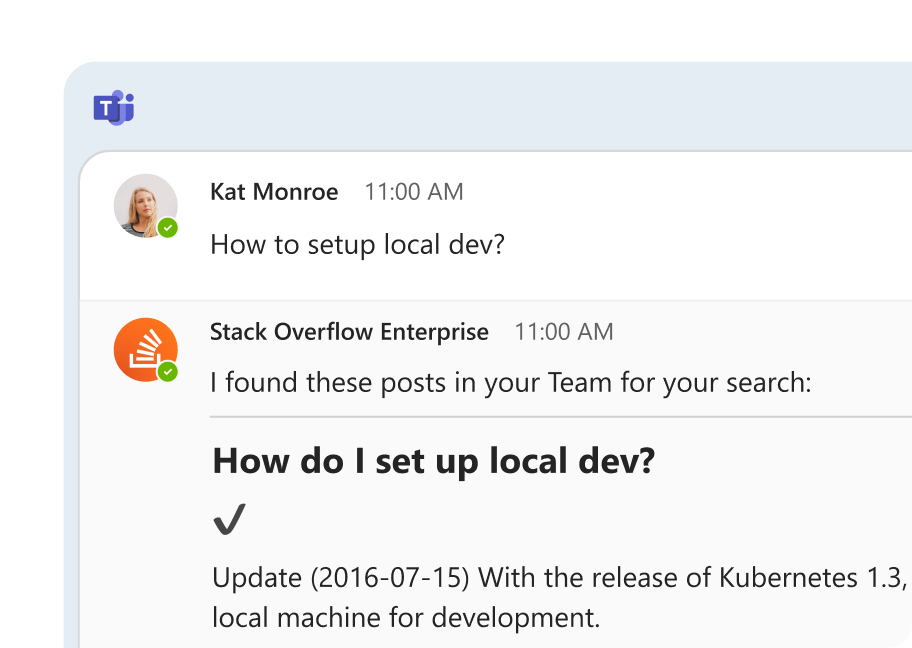 T
Kat Monroe 11:00 AM
How to setup local dev?
Stack Overflow Enterprise 11:00 AM
I found these posts in your Team for your search:
How do I set up local dev?
Update (2016-07-15) With the release of Kubernetes 1.3,
local machine for development.